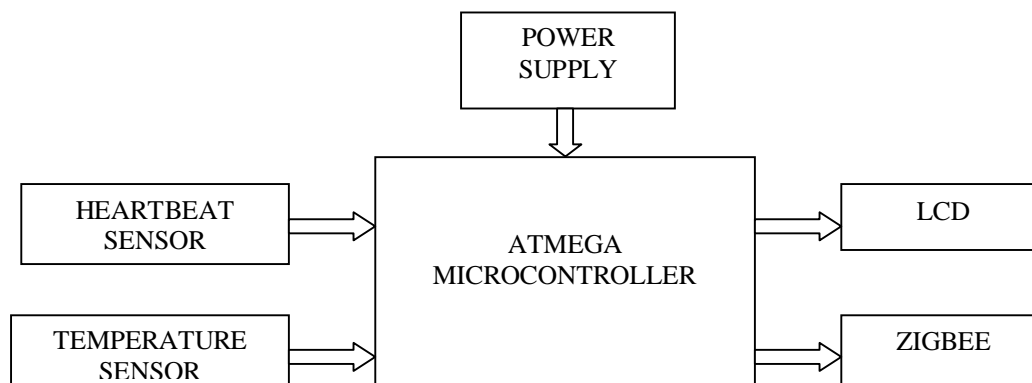 POWER
SUPPLY
HEARTBEAT
SENSOR
ATMEGA
MICROCONTROLLER
LCD
TEMPERATURE
SENSOR
ZIGBEE